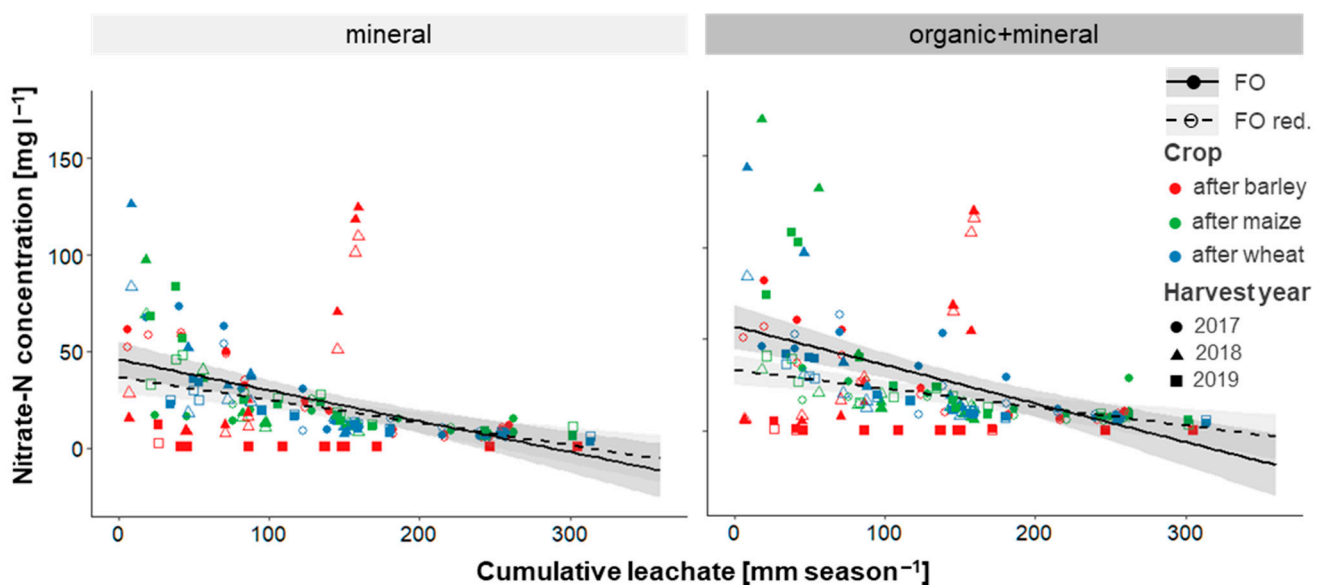 mineral
organic+mineral
Nitrate-N concentration [mg l⁻¹]
150
100
50
0
0
100
200
300
0
100
200
300
Cumulative leachate [mm season⁻¹]
FO
FO red.
Crop
after barley
after maize
after wheat
Harvest year
2017
2018
2019